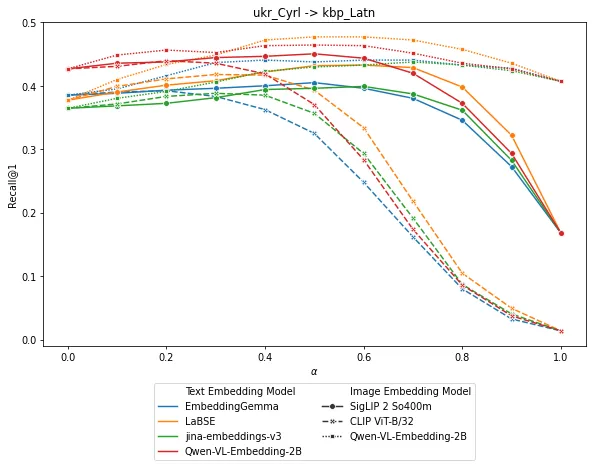 ukr_Cyrl -> kbp_Latn
Recall@1
0.5
0.4
0.3
0.2
0.1
0.0
0.0 0.2 0.4 0.6 0.8 1.0
α
Text Embedding Model Image Embedding Model
EmbeddingGemma SigLIP 2 So400m
LaBSE CLIP ViT-B/32
jina-embeddings-v3 Qwen-VL-Embedding-2B
Qwen-VL-Embedding-2B